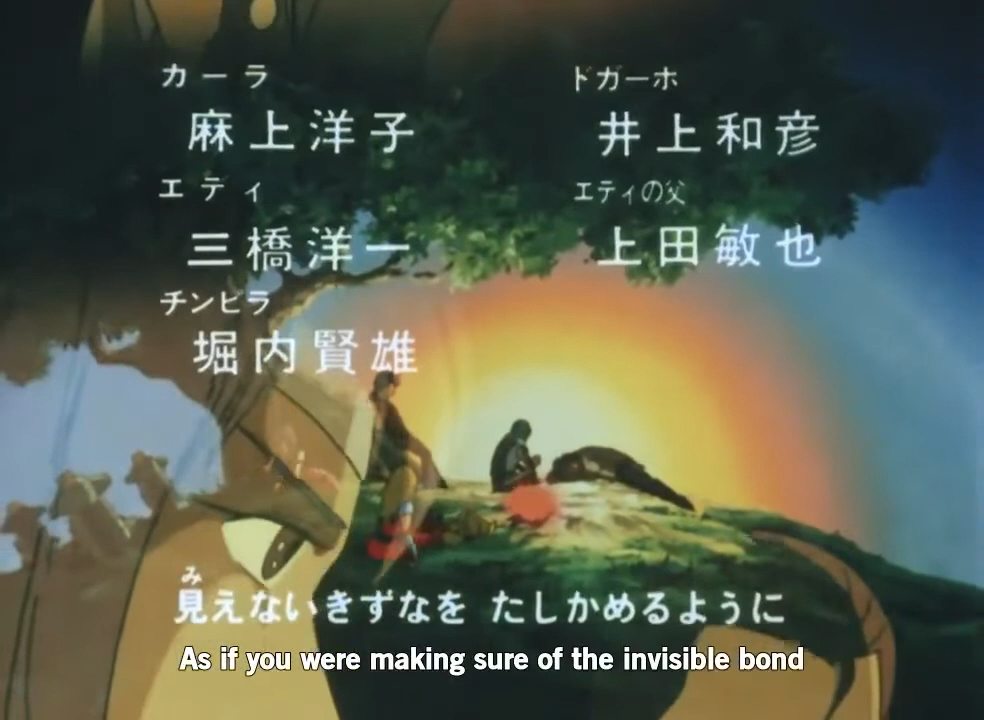 カーラ
麻上洋子
エティ
三橋洋一
チンピラ
堀内賢雄
ドガーホ
井上和彦
エティの父
上田敏也
み
見えないきずなを たしかめるように
As if you were making sure of the invisible bond